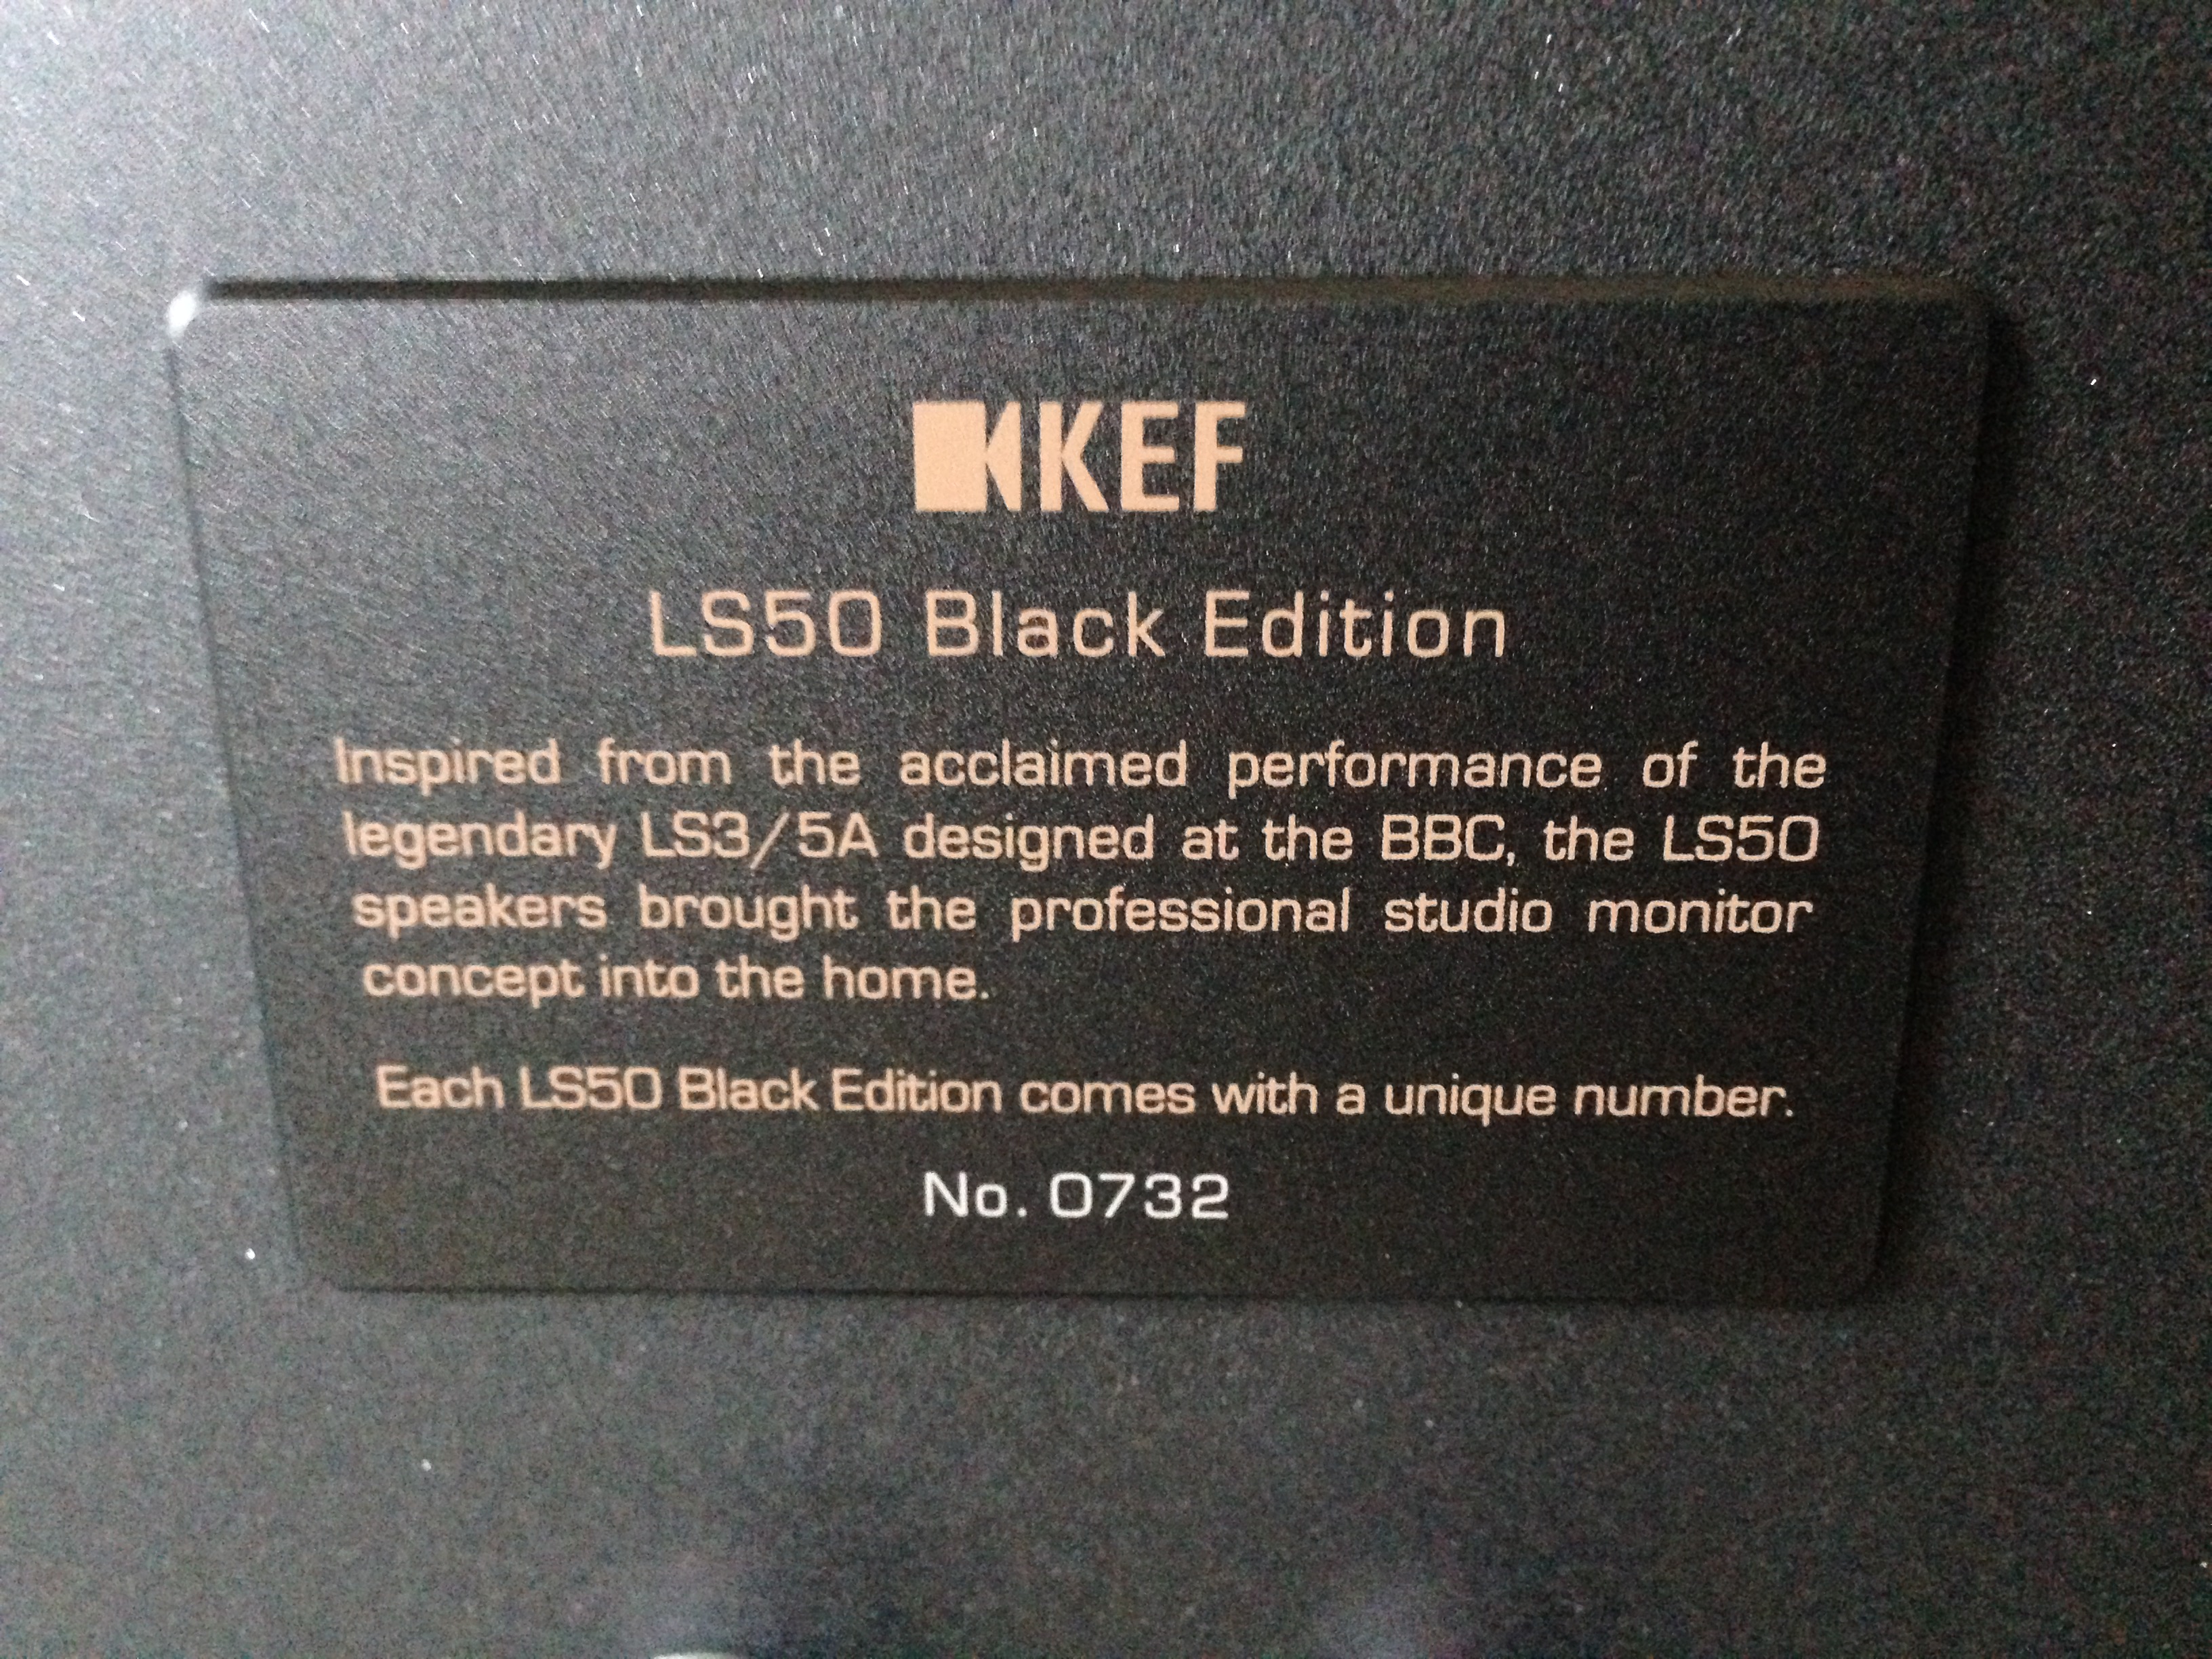 KEF
LS50 Black Edition
Inspired from the acclaimed performance of the
legendary LS3/5A designed at the BBC, the LS50
speakers brought the professional studio monitor
concept into the home.
Each LS50 Black Edition comes with a unique number.
No. 0732